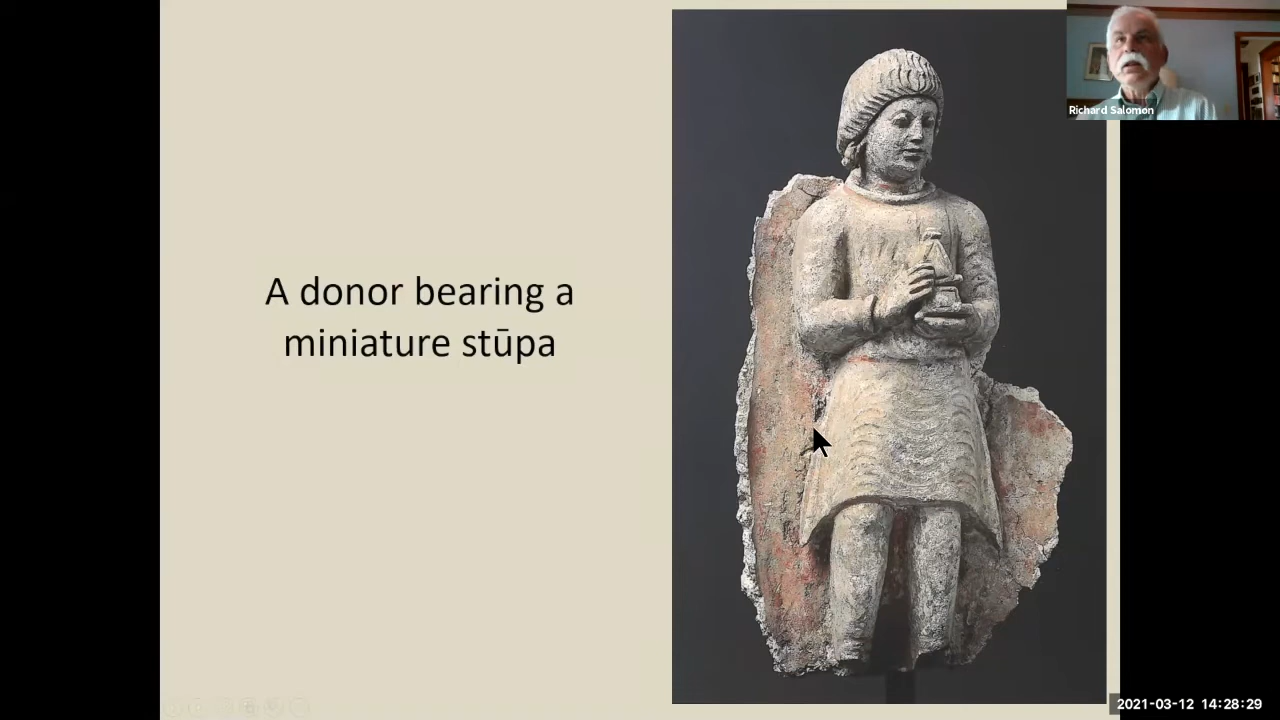 A donor bearing a
miniature stūpa
Richard Salomon
2021-03-12 14:28:29